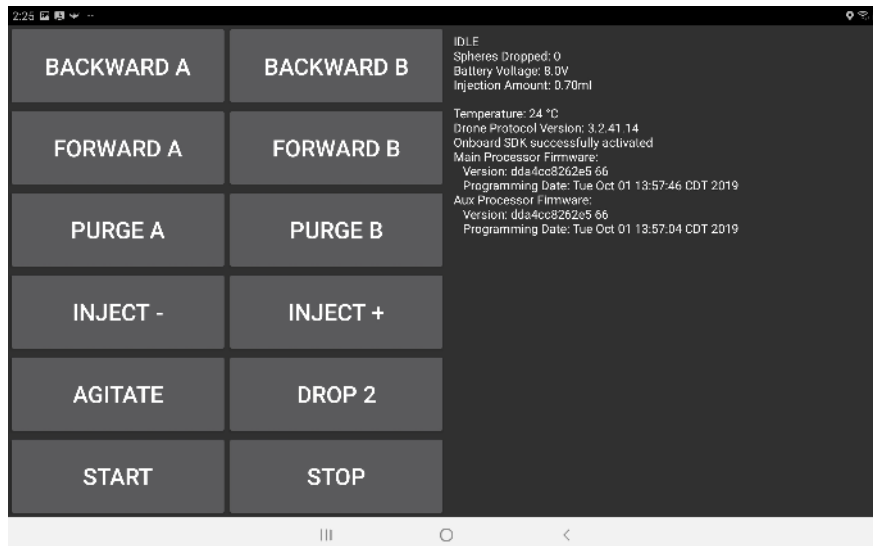 2:25
BACKWARD A
BACKWARD B
FORWARD A
FORWARD B
PURGE A
PURGE B
INJECT -
INJECT +
AGITATE
DROP 2
START
STOP
IDLE
Spheres Dropped: 0
Battery Voltage: 8.0V
Injection Amount: 0.70ml
Temperature: 24 °C
Drone Protocol Version: 3.2.41.14
Onboard SDK successfully activated
Main Processor Firmware:
Version: dda4cc8262e5 66
Programming Date: Tue Oct 01 13:57:46 CDT 2019
Aux Processor Firmware:
Version: dda4cc8262e5 66
Programming Date: Tue Oct 01 13:57:04 CDT 2019